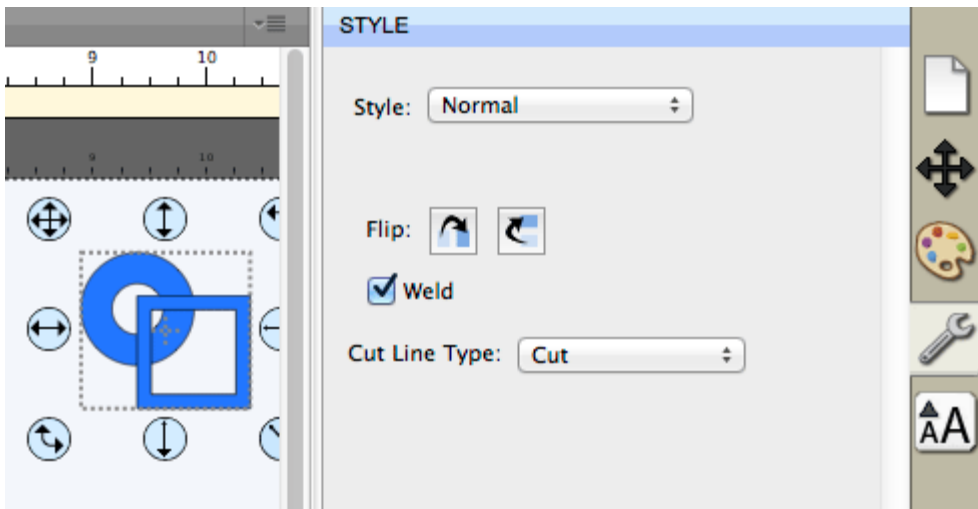 STYLE
9 10
Style: Normal
9 10
Flip:
Weld
Cut Line Type: Cut
AA